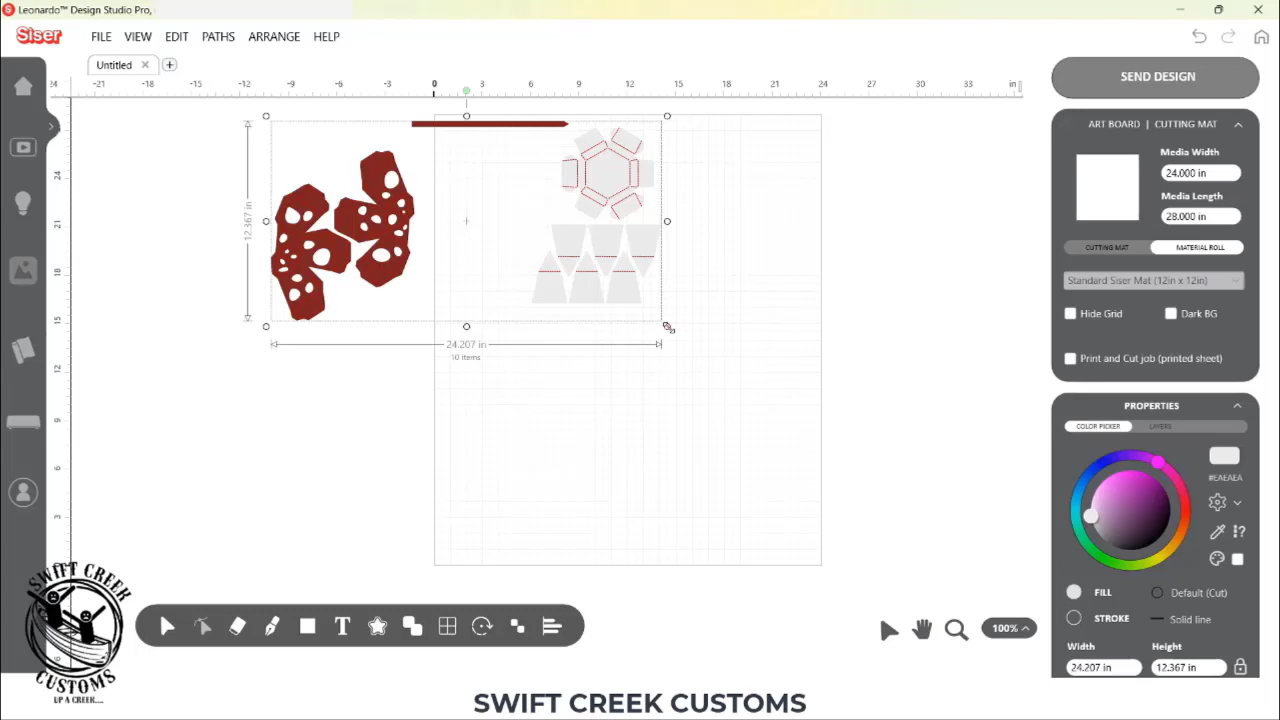 Leonardo™ Design Studio Pro,
Siser
FILE VIEW EDIT PATHS ARRANGE HELP
Untitled
-21 -18 -15 -12 -9 -6 -3 0 3 6 9 12 15 18 21 24 27 30 33 in
SEND DESIGN
ART BOARD | CUTTING MAT
Media Width
24.000 in
Media Length
28.000 in
CUTTING MAT MATERIAL ROLL
Standard Siser Mat (12in x 12in)
Hide Grid Dark BG
Print and Cut job (printed sheet)
24
21
18
15
12
9
6
3
12.367 in
24.207 in
10 items
PROPERTIES
COLOR PICKER LAYERS
#EAEAEA
FILL Default (Cut)
STROKE Solid line
Width Height
24.207 in 12.367 in
100%
SWIFT CREEK
CUSTOMS
UP A CREEK....
SWIFT CREEK CUSTOMS